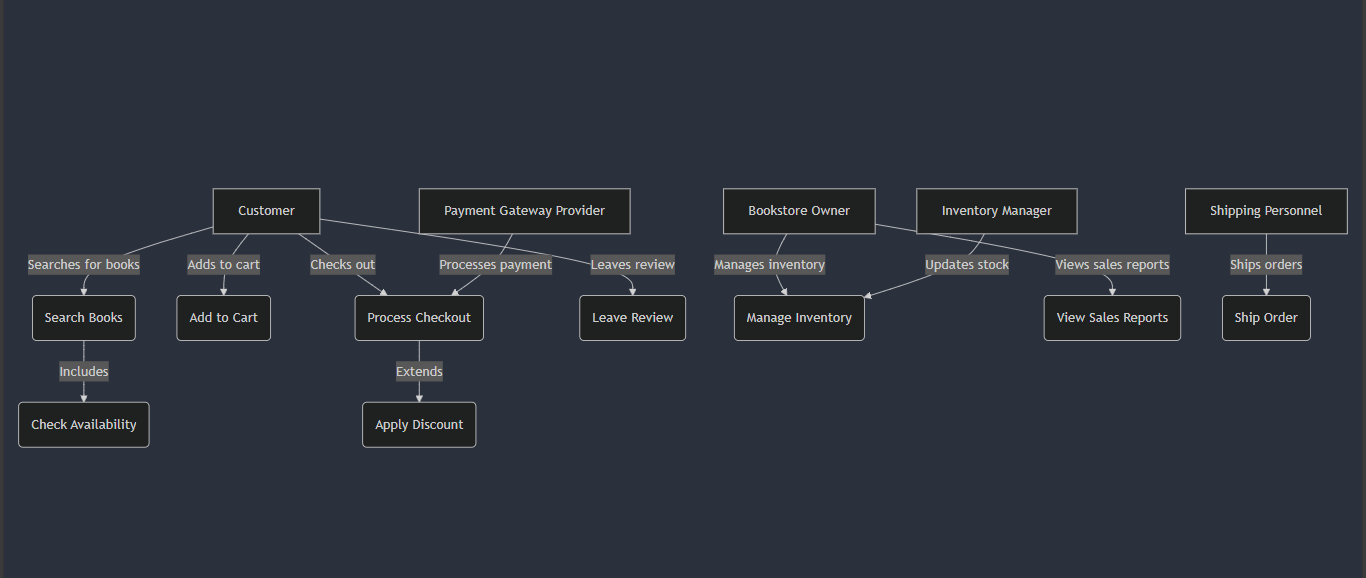 Customer
Payment Gateway Provider
Bookstore Owner
Inventory Manager
Shipping Personnel
Searches for books
Adds to cart
Checks out
Processes payment
Leaves review
Manages inventory
Updates stock
Views sales reports
Ships orders
Search Books
Add to Cart
Process Checkout
Leave Review
Manage Inventory
View Sales Reports
Ship Order
Includes
Extends
Check Availability
Apply Discount